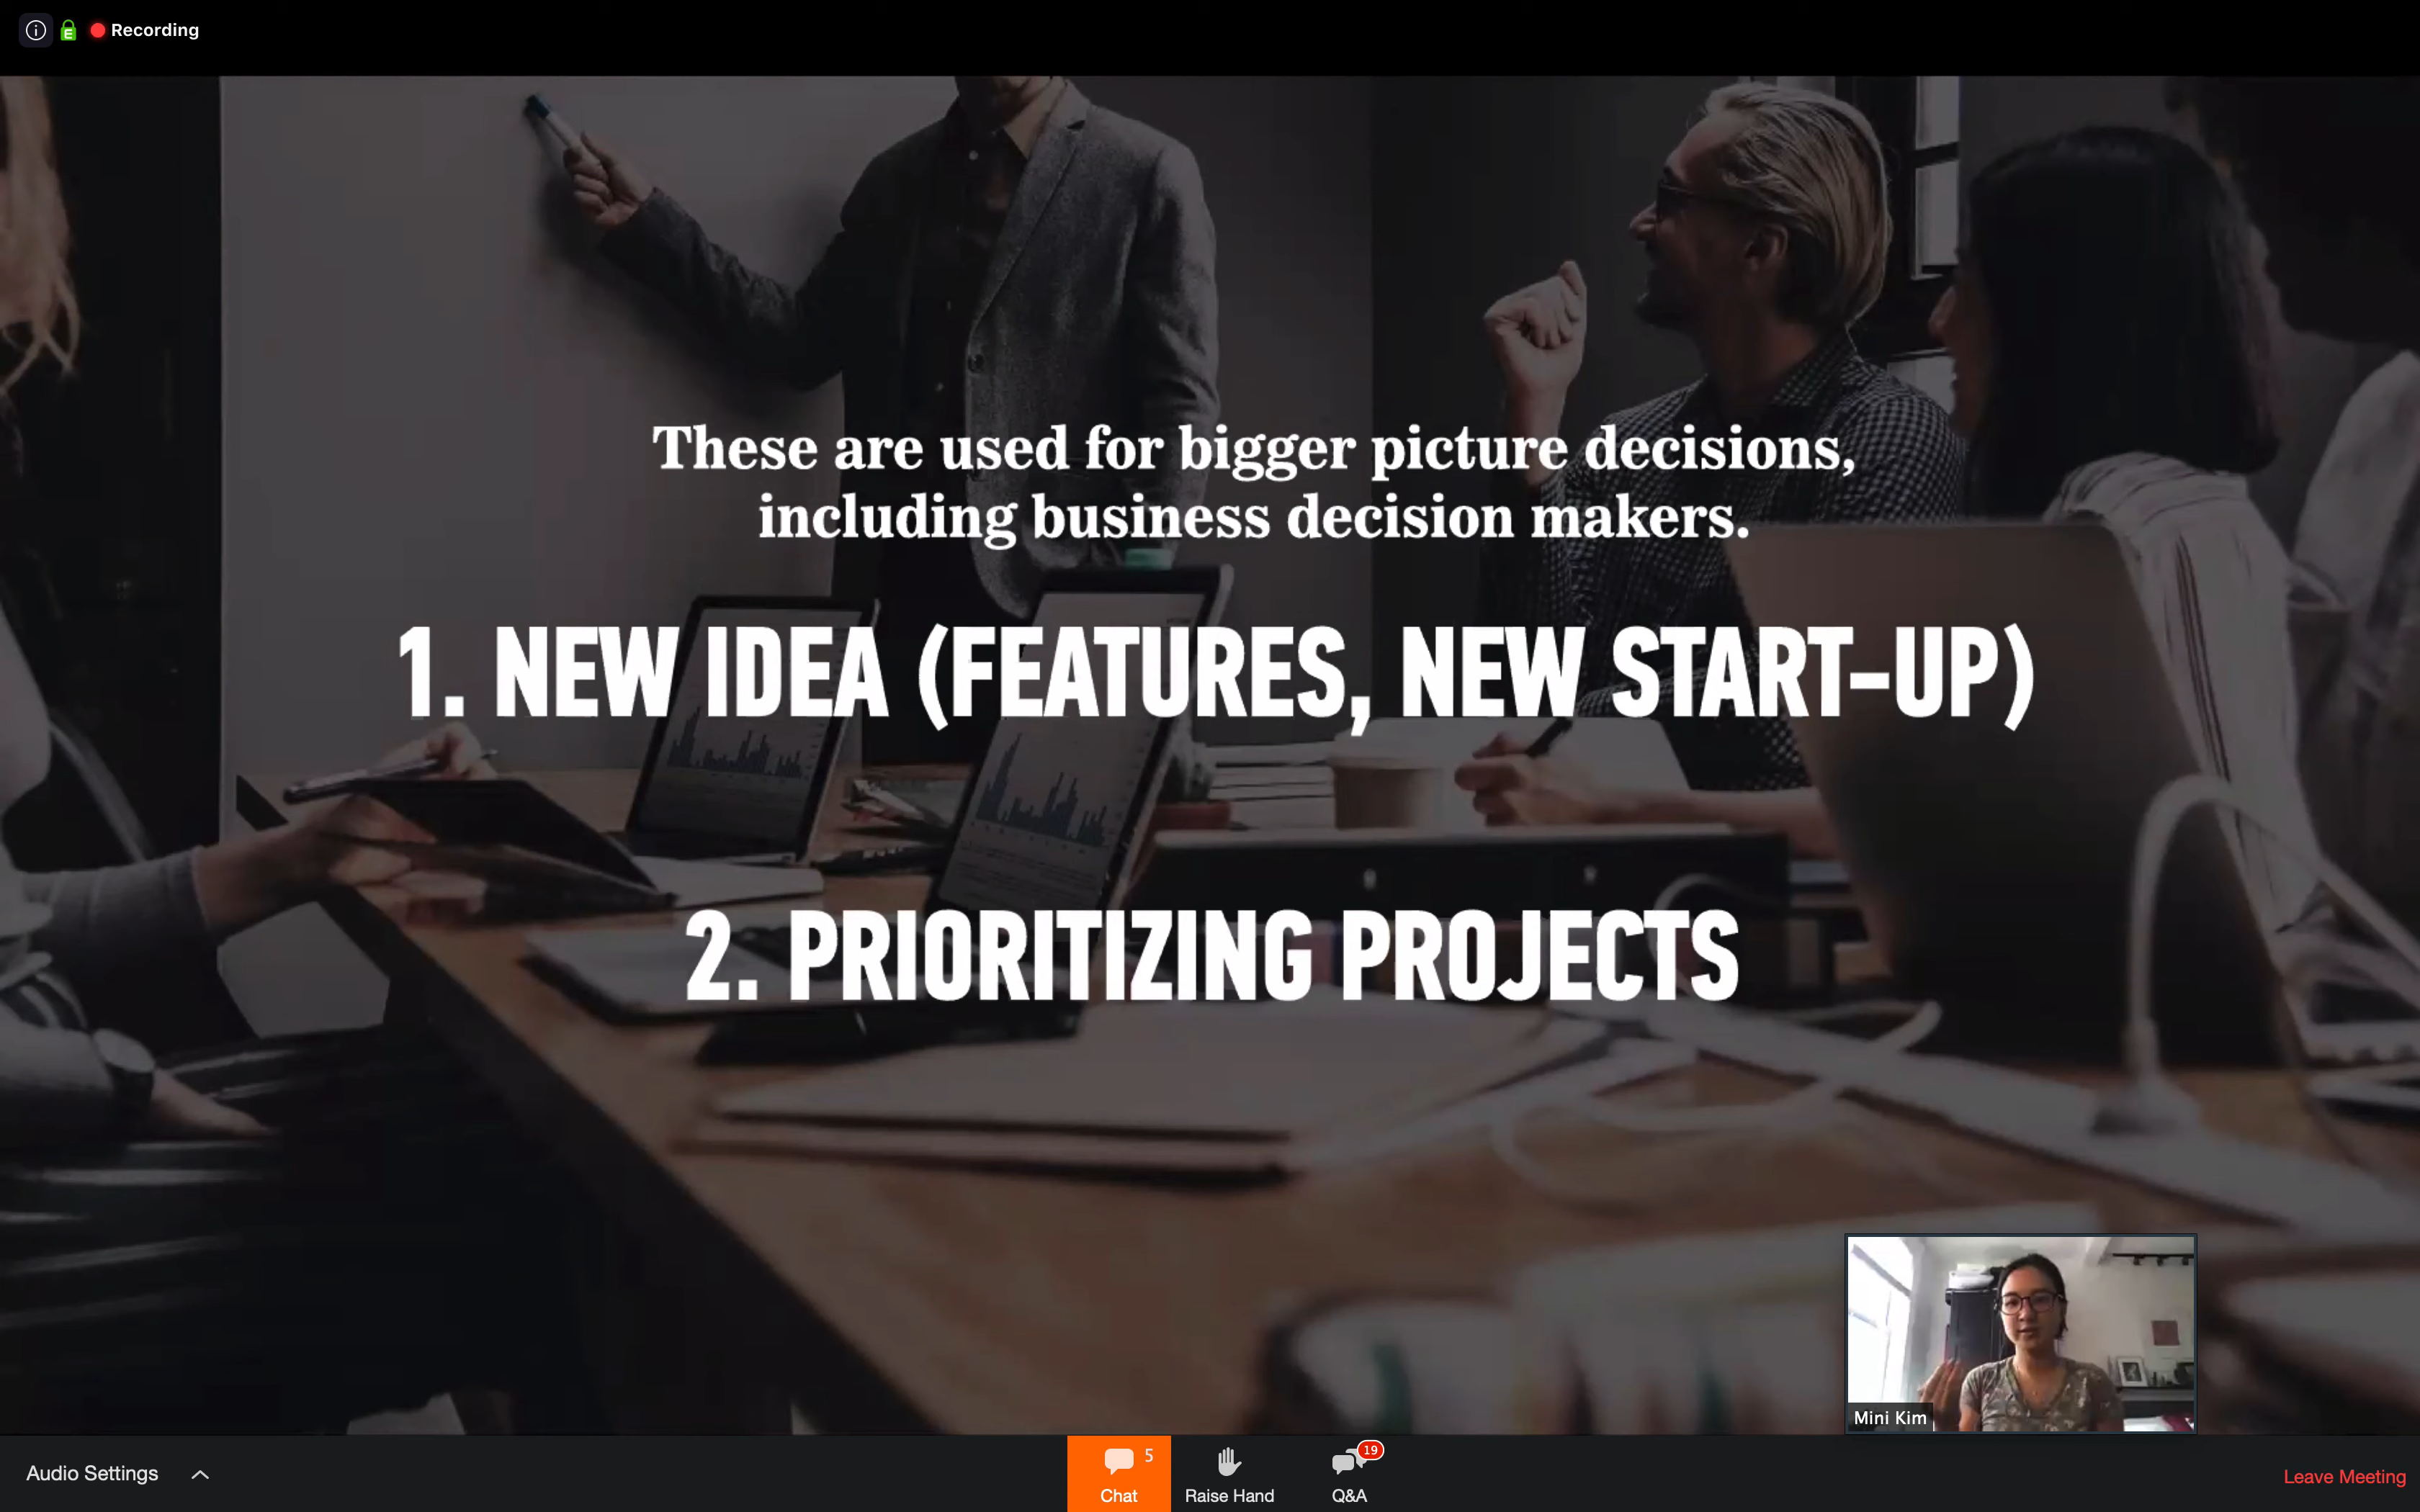 Recording
These are used for bigger picture decisions,
including business decision makers.
1. NEW IDEA (FEATURES, NEW START-UP)
2. PRIORITIZING PROJECTS
Mini Kim
Audio Settings
5
Chat
Raise Hand
19
Q&A
Leave Meeting